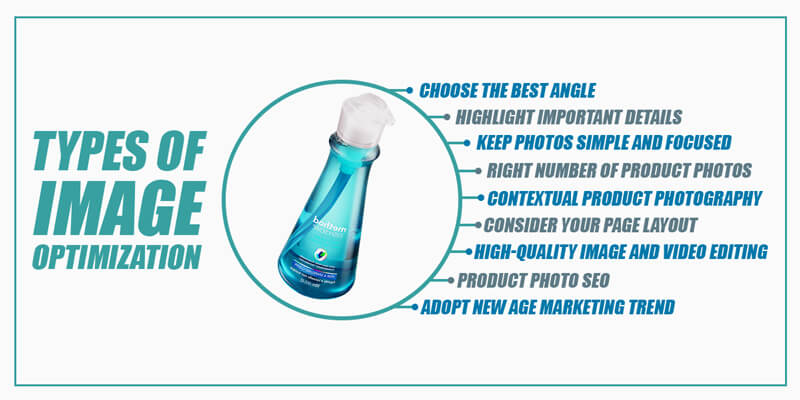 TYPES OF
IMAGE
OPTIMIZATION
CHOOSE THE BEST ANGLE
HIGHLIGHT IMPORTANT DETAILS
KEEP PHOTOS SIMPLE AND FOCUSED
RIGHT NUMBER OF PRODUCT PHOTOS
CONTEXTUAL PRODUCT PHOTOGRAPHY
CONSIDER YOUR PAGE LAYOUT
HIGH-QUALITY IMAGE AND VIDEO EDITING
PRODUCT PHOTO SEO
ADOPT NEW AGE MARKETING TREND